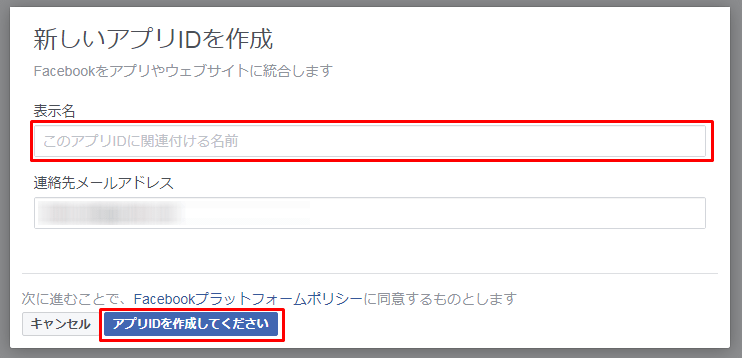 新しいアプリIDを作成
Facebookをアプリやウェブサイトに統合します
表示名
このアプリIDに関連付ける名前
連絡先メールアドレス
次に進むことで、Facebookプラットフォームポリシーに同意するものとします
キャンセル アプリIDを作成してください